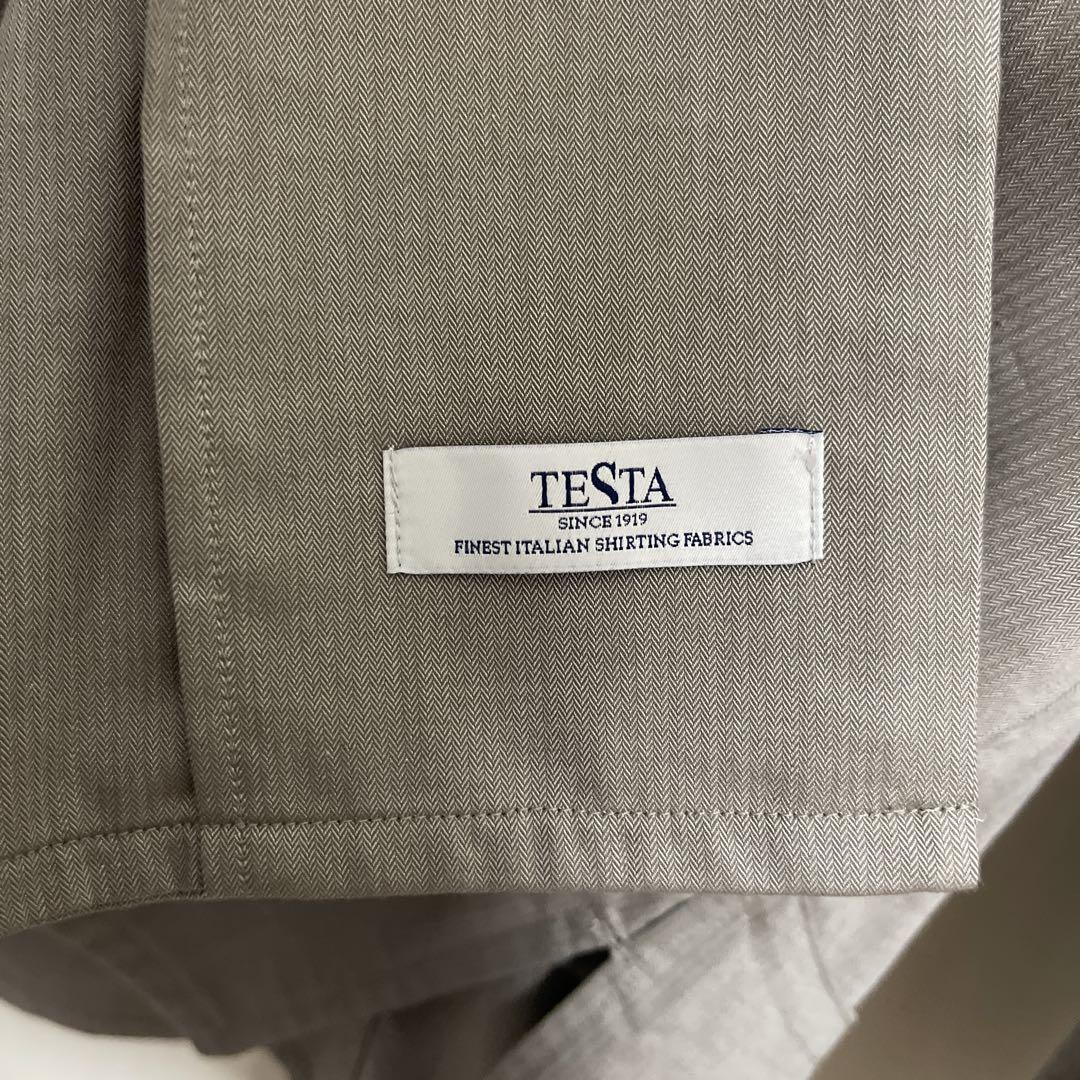 TESTA
SINCE 1919
FINEST ITALIAN SHIRTING FABRICS